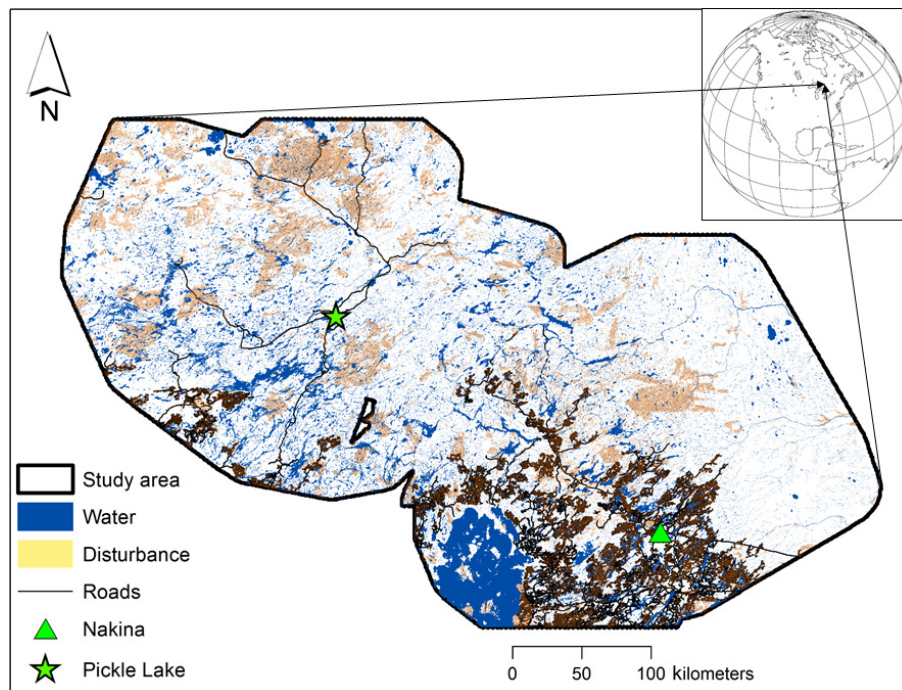 N
Study area
Water
Disturbance
Roads
Nakina
Pickle Lake
0 50 100 kilometers